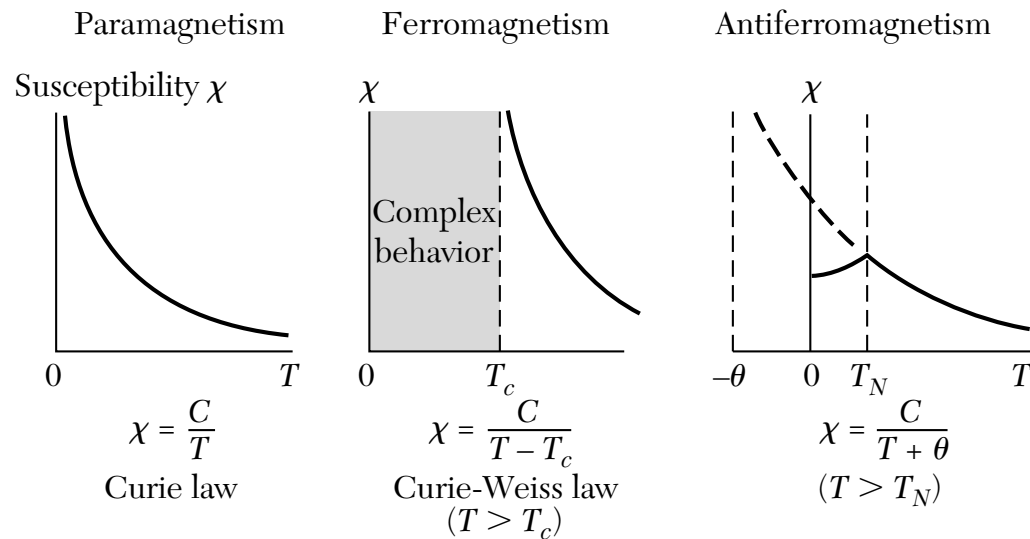 Paramagnetism
Susceptibility χ
0
T
χ = C/T
Curie law
Ferromagnetism
χ
Complex
behavior
0
T_c
χ = C/(T – T_c)
Curie-Weiss law
(T > T_c)
Antiferromagnetism
χ
–θ
0
T_N
T
χ = C/(T + θ)
(T > T_N)